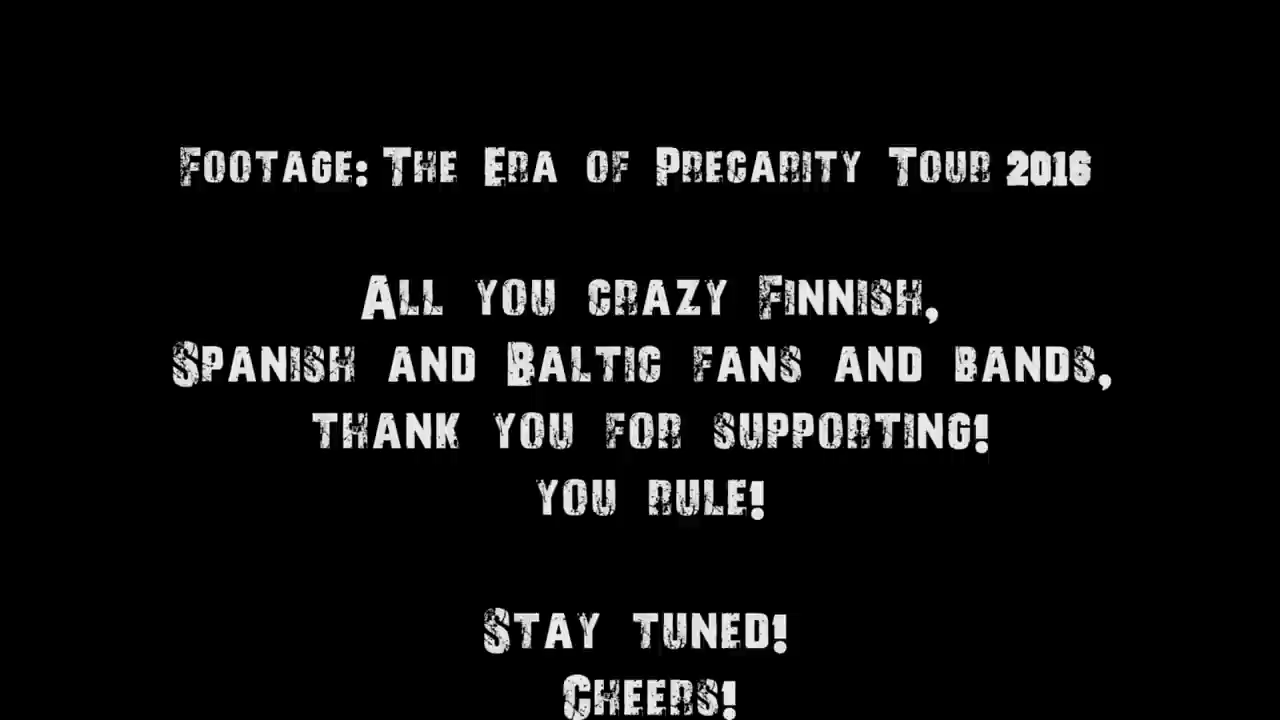 Footage: The Era of Precarity Tour 2016
All you crazy Finnish,
Spanish and Baltic fans and bands,
thank you for supporting!
you rule!
Stay tuned!
Cheers!